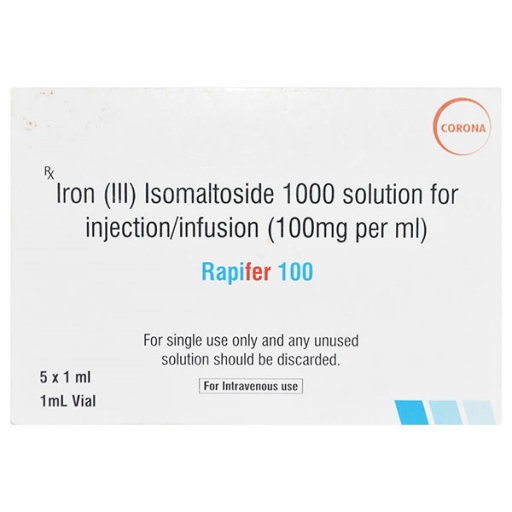 CORONA
Rx
Iron (III) Isomaltoside 1000 solution for
injection/infusion (100mg per ml)
Rapifer 100
For single use only and any unused
solution should be discarded.
5 x 1 ml
1mL Vial
For Intravenous use